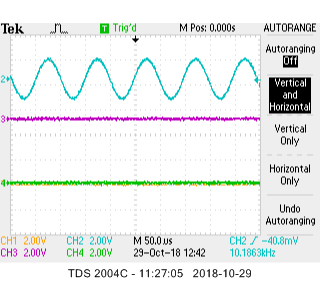 Tek T Trig'd M Pos: 0.000s AUTORANGE
Autoranging
Off
2
Vertical
and
Horizontal
3
Vertical
Only
Horizontal
Only
4
Undo
Autoranging
CH1 2.00V CH2 2.00V M 50.0µs CH2 -40.8mV
CH3 2.00V CH4 2.00V 29-Oct-18 12:42 10.1863kHz
TDS 2004C - 11:27:05 2018-10-29